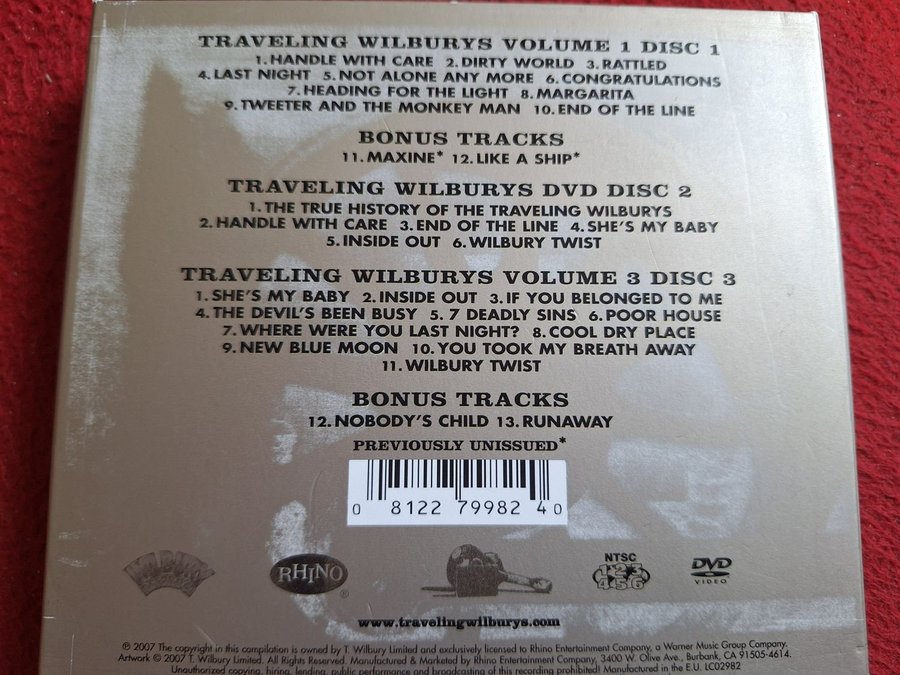 TRAVELING WILBURYS VOLUME 1 DISC 1
1. HANDLE WITH CARE 2. DIRTY WORLD 3. RATTLED
4. LAST NIGHT 5. NOT ALONE ANY MORE 6. CONGRATULATIONS
7. HEADING FOR THE LIGHT 8. MARGARITA
9. TWEETER AND THE MONKEY MAN 10. END OF THE LINE
BONUS TRACKS
11. MAXINE* 12. LIKE A SHIP*
TRAVELING WILBURYS DVD DISC 2
1. THE TRUE HISTORY OF THE TRAVELING WILBURYS
2. HANDLE WITH CARE 3. END OF THE LINE 4. SHE'S MY BABY
5. INSIDE OUT 6. WILBURY TWIST
TRAVELING WILBURYS VOLUME 3 DISC 3
1. SHE'S MY BABY 2. INSIDE OUT 3. IF YOU BELONGED TO ME
4. THE DEVIL'S BEEN BUSY 5. 7 DEADLY SINS 6. POOR HOUSE
7. WHERE WERE YOU LAST NIGHT? 8. COOL DRY PLACE
9. NEW BLUE MOON 10. YOU TOOK MY BREATH AWAY
11. WILBURY TWIST
BONUS TRACKS
12. NOBODY'S CHILD 13. RUNAWAY
PREVIOUSLY UNISSUED*
0 81227 99824 0
WILBURY
RHINO ®
NTSC
1 2 3
4 5 6
DVD
VIDEO
www.travelingwilburys.com
℗ 2007 The copyright in this compilation is owned by T. Wilbury Limited and exclusively licensed to Rhino Entertainment Company, a Warner Music Group Company.
Artwork © 2007 T. Wilbury Limited. All Rights Reserved. Manufactured & Marketed by Rhino Entertainment Company, 3400 W. Olive Ave., Burbank, CA 91505-4614.
Unauthorized copying, hiring, lending, public performance and broadcasting of this recording prohibited! Manufactured in the E.U. LC02982